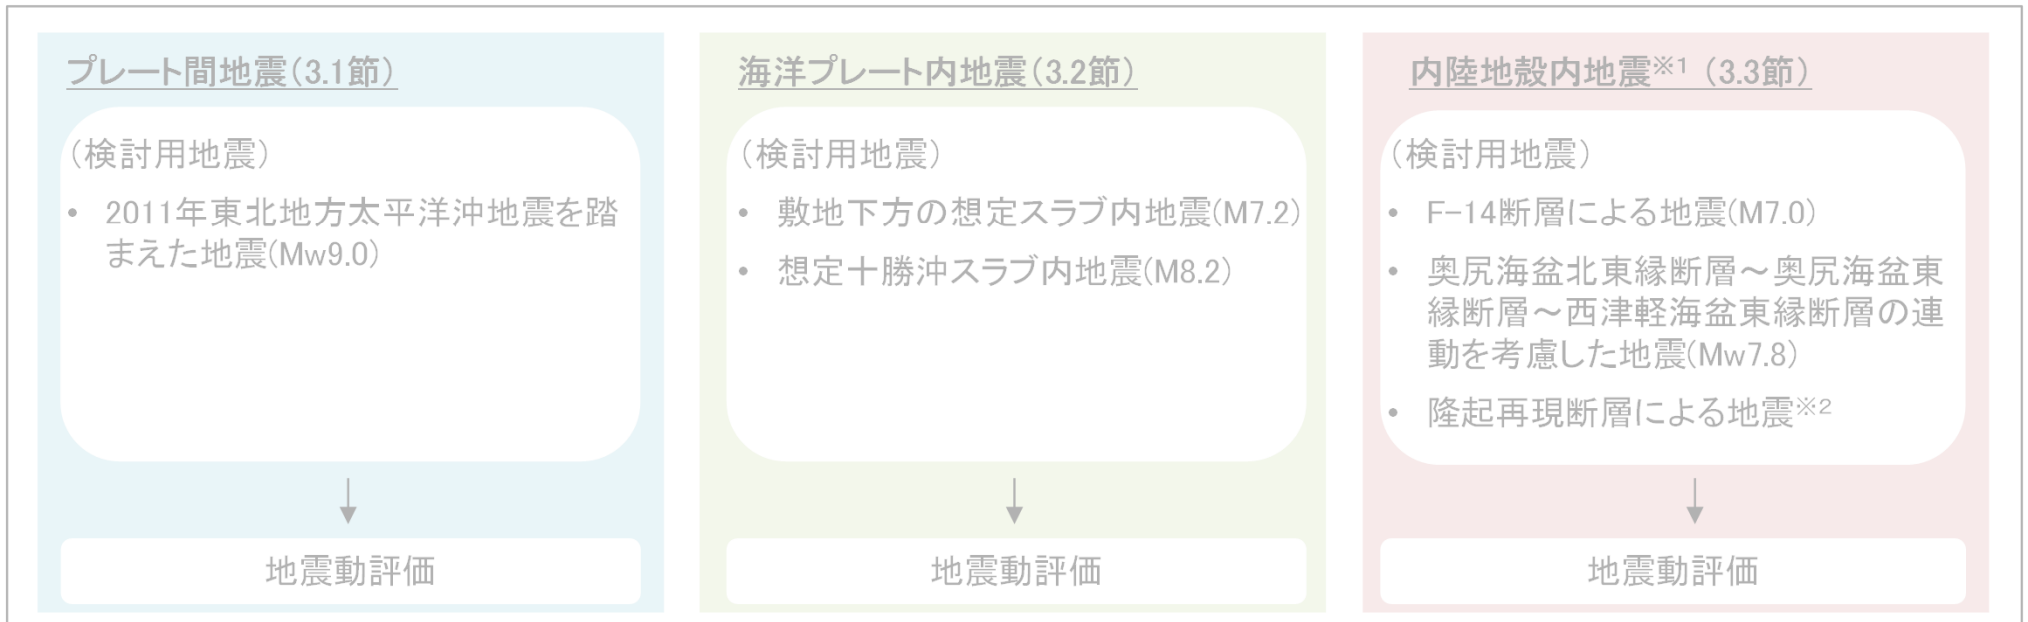 プレート間地震(3.1節)
(検討用地震)
• 2011年東北地方太平洋沖地震を踏
まえた地震(Mw9.0)
地震動評価
海洋プレート内地震(3.2節)
(検討用地震)
• 敷地下方の想定スラブ内地震(M7.2)
• 想定十勝沖スラブ内地震(M8.2)
地震動評価
内陸地殻内地震※1 (3.3節)
(検討用地震)
• F-14断層による地震(M7.0)
• 奥尻海盆北東縁断層~奥尻海盆東
縁断層~西津軽海盆東縁断層の連
動を考慮した地震(Mw7.8)
• 隆起再現断層による地震※2
地震動評価